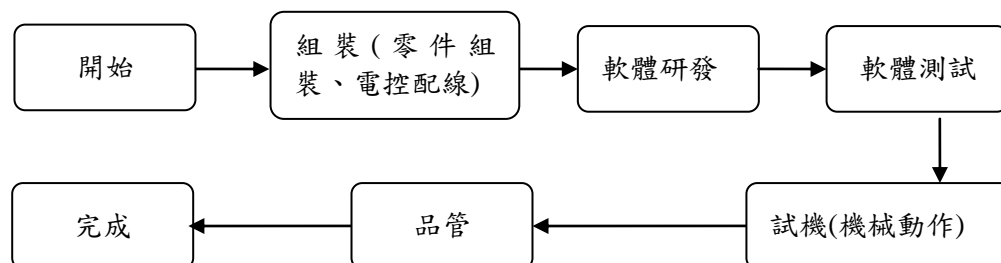 開始
組裝(零件組
裝、電控配線)
軟體研發
軟體測試
完成
品管
試機(機械動作)